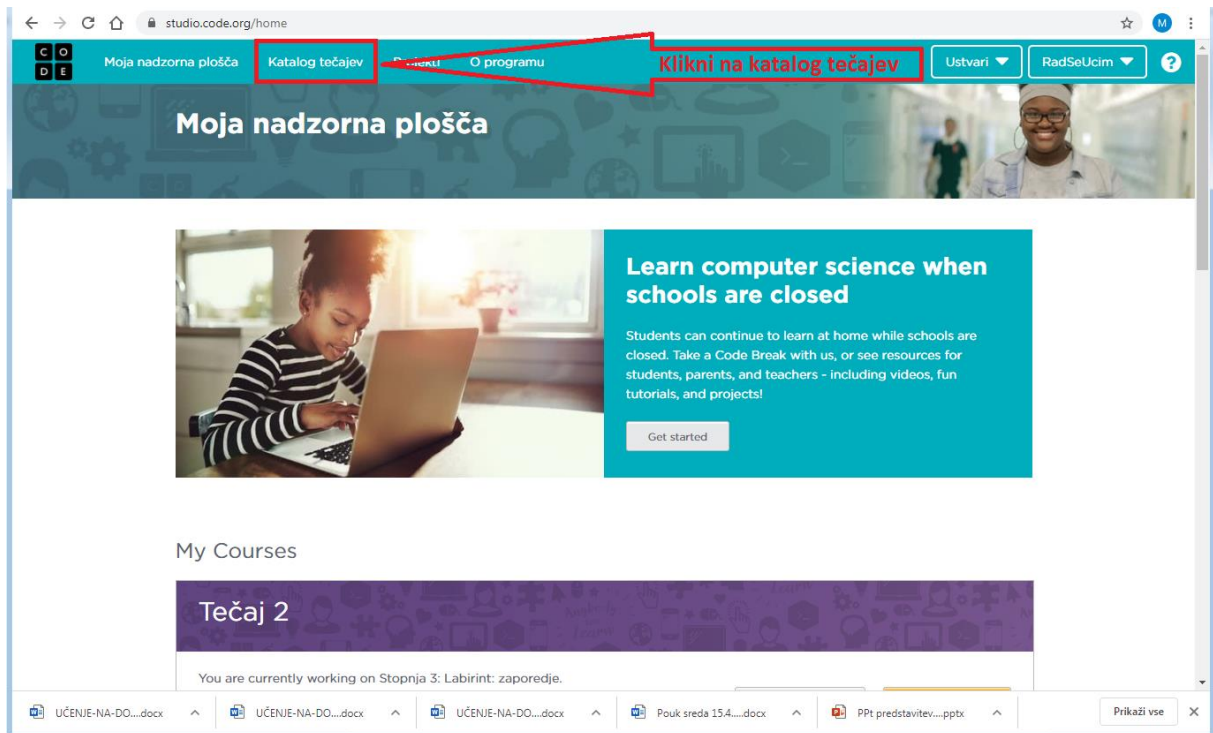 studio.code.org/home
M
C O
D E
Moja nadzorna plošča Katalog tečajev O programu Klikni na katalog tečajev Ustvari RadSeUcim ?
Moja nadzorna plošča
Learn computer science when
schools are closed
Students can continue to learn at home while schools are
closed. Take a Code Break with us, or see resources for
students, parents, and teachers - including videos, fun
tutorials, and projects!
Get started
My Courses
Tečaj 2
You are currently working on Stopnja 3: Labirint: zaporedje.
UČENJE-NA-DO....docx UČENJE-NA-DO....docx UČENJE-NA-DO....docx Pouk sreda 15.4.....docx PPt predstavitev....pptx Prikaži vse